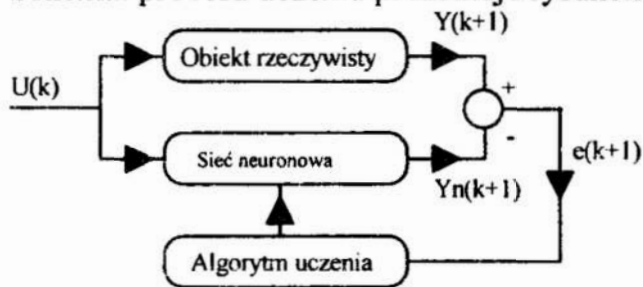 Y(k+1)
Obiekt rzeczywisty
U(k)
+
-
Sieć neuronowa
e(k+1)
Yn(k+1)
Algorytm uczenia